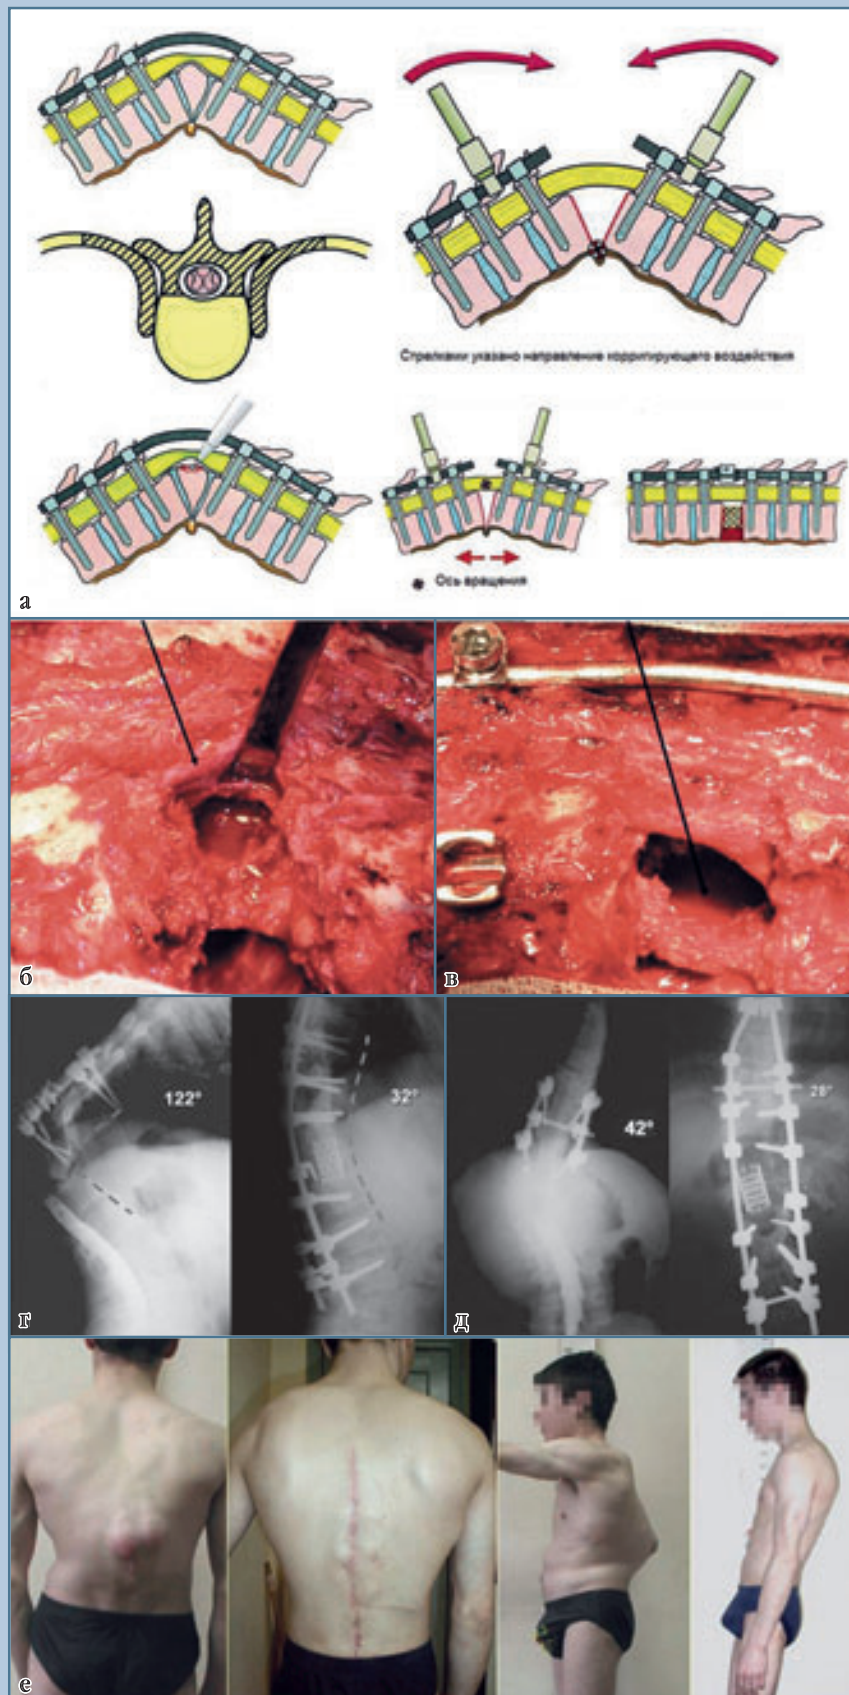 Стрелками указано направление корригирующего воздействия
Ось вращения
а
б
в
122°
32°
г
42°
28°
д
е